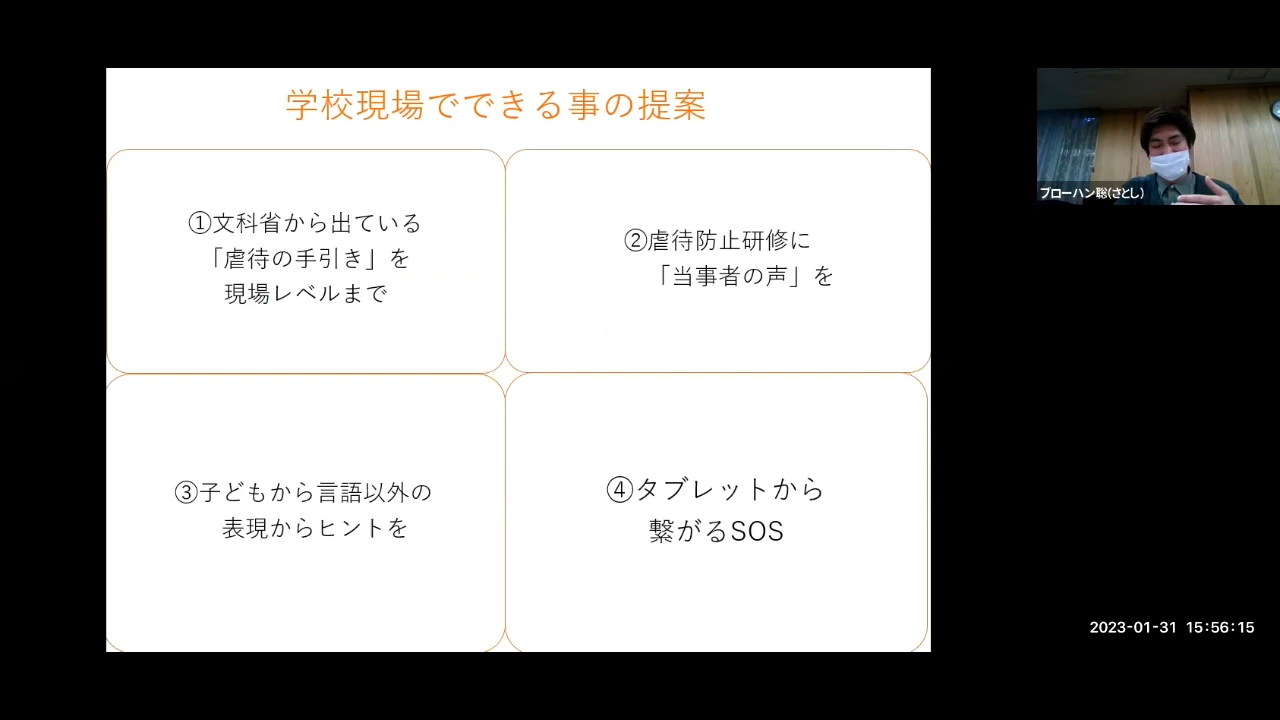 学校現場でできる事の提案
①文科省から出ている
「虐待の手引き」を
現場レベルまで
②虐待防止研修に
「当事者の声」を
③子どもから言語以外の
表現からヒントを
④タブレットから
繋がるSOS
ブローハン聡(さとし)
2023-01-31 15:56:15